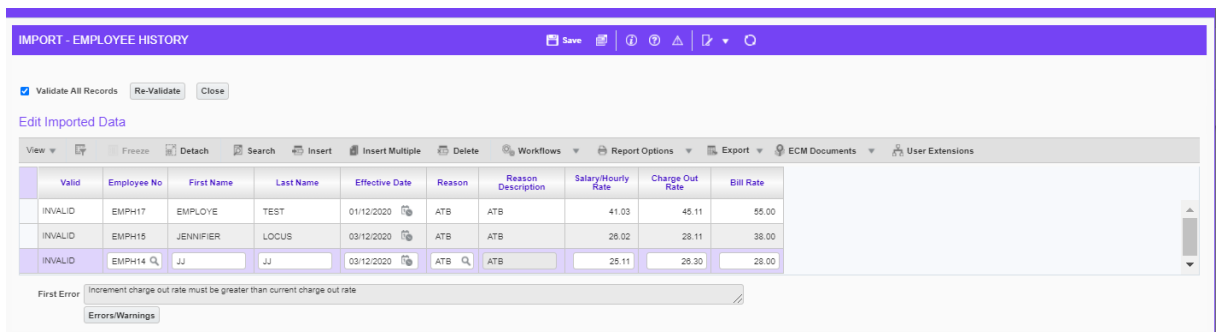 IMPORT - EMPLOYEE HISTORY Save
Validate All Records Re-Validate Close
Edit Imported Data
View Freeze Detach Search Insert Insert Multiple Delete Workflows Report Options Export ECM Documents User Extensions
Valid Employee No First Name Last Name Effective Date Reason Reason Description Salary/Hourly Rate Charge Out Rate Bill Rate
INVALID EMPH17 EMPLOYE TEST 01/12/2020 ATB ATB 41.03 45.11 55.00
INVALID EMPH15 JENNIFIER LOCUS 03/12/2020 ATB ATB 26.02 28.11 38.00
INVALID EMPH14 JJ JJ 03/12/2020 ATB ATB 25.11 26.30 28.00
First Error Increment charge out rate must be greater than current charge out rate
Errors/Warnings